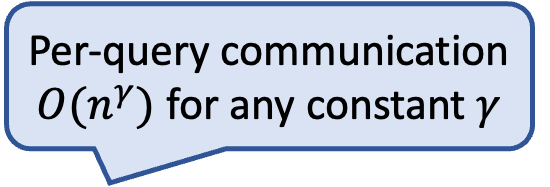 Per-query communication
𝑂(𝑛^𝛾) for any constant 𝛾